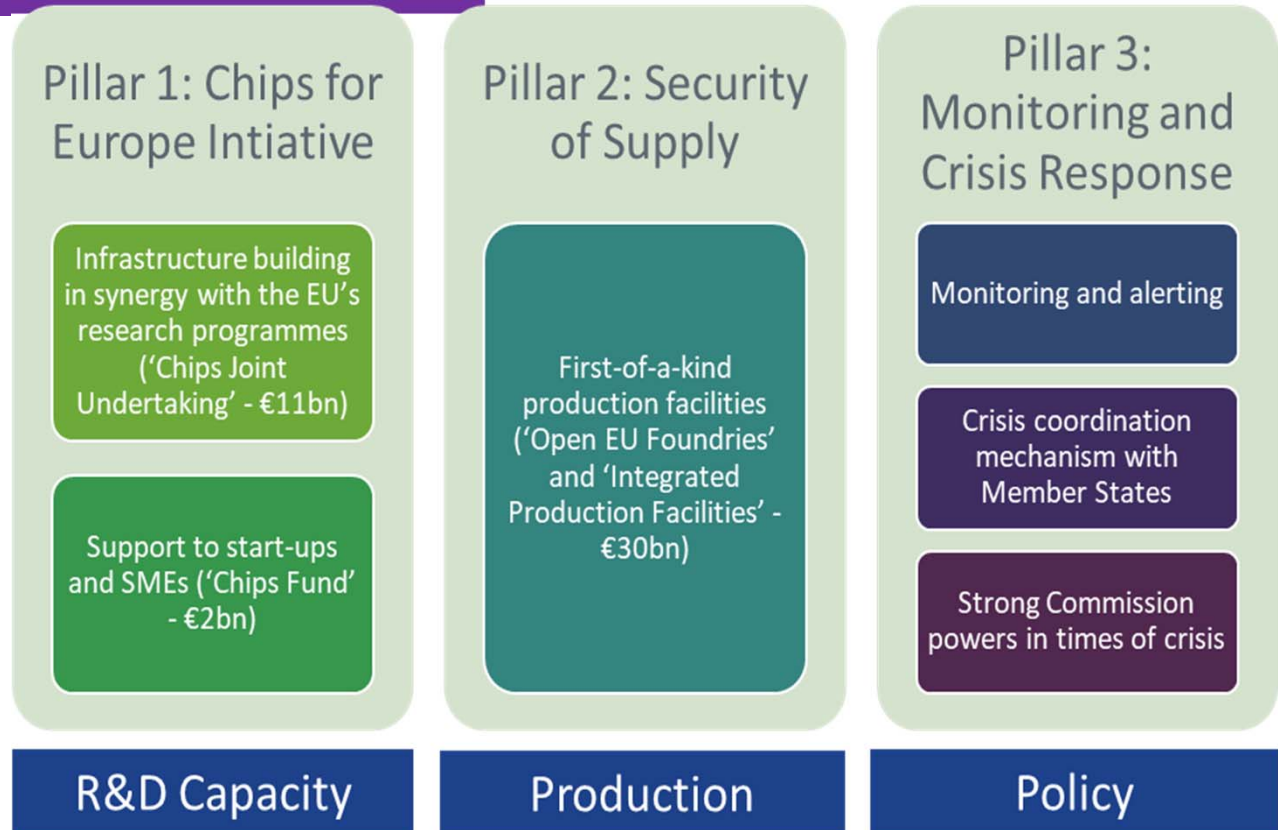 Pillar 1: Chips for
Europe Intiative
Infrastructure building
in synergy with the EU's
research programmes
('Chips Joint
Undertaking' - €11bn)
Support to start-ups
and SMEs ('Chips Fund'
- €2bn)
R&D Capacity
Pillar 2: Security
of Supply
First-of-a-kind
production facilities
('Open EU Foundries'
and 'Integrated
Production Facilities' -
€30bn)
Production
Pillar 3:
Monitoring and
Crisis Response
Monitoring and alerting
Crisis coordination
mechanism with
Member States
Strong Commission
powers in times of crisis
Policy